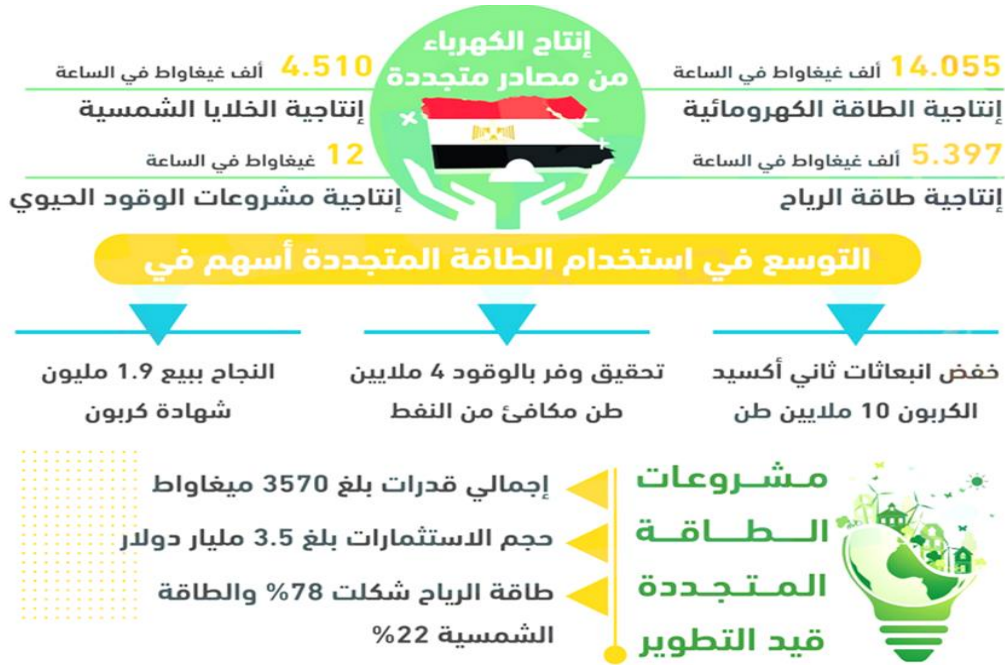 إنتاج الكهرباء
من مصادر متجددة
14.055 ألف غيغاواط في الساعة
إنتاجية الطاقة الكهرومائية
5.397 ألف غيغاواط في الساعة
إنتاجية طاقة الرياح
4.510 ألف غيغاواط في الساعة
إنتاجية الخلايا الشمسية
12 غيغاواط في الساعة
إنتاجية مشروعات الوقود الحيوي
التوسع في استخدام الطاقة المتجددة أسهم في
خفض انبعاثات ثاني أكسيد
الكربون 10 ملايين طن
تحقيق وفر بالوقود 4 ملايين
طن مكافئ من النفط
النجاح ببيع 1.9 مليون
شهادة كربون
مشروعات
الطاقة
المتجددة
قيد التطوير
إجمالي قدرات بلغ 3570 ميغاواط
حجم الاستثمارات بلغ 3.5 مليار دولار
طاقة الرياح شكلت 78% والطاقة
الشمسية 22%